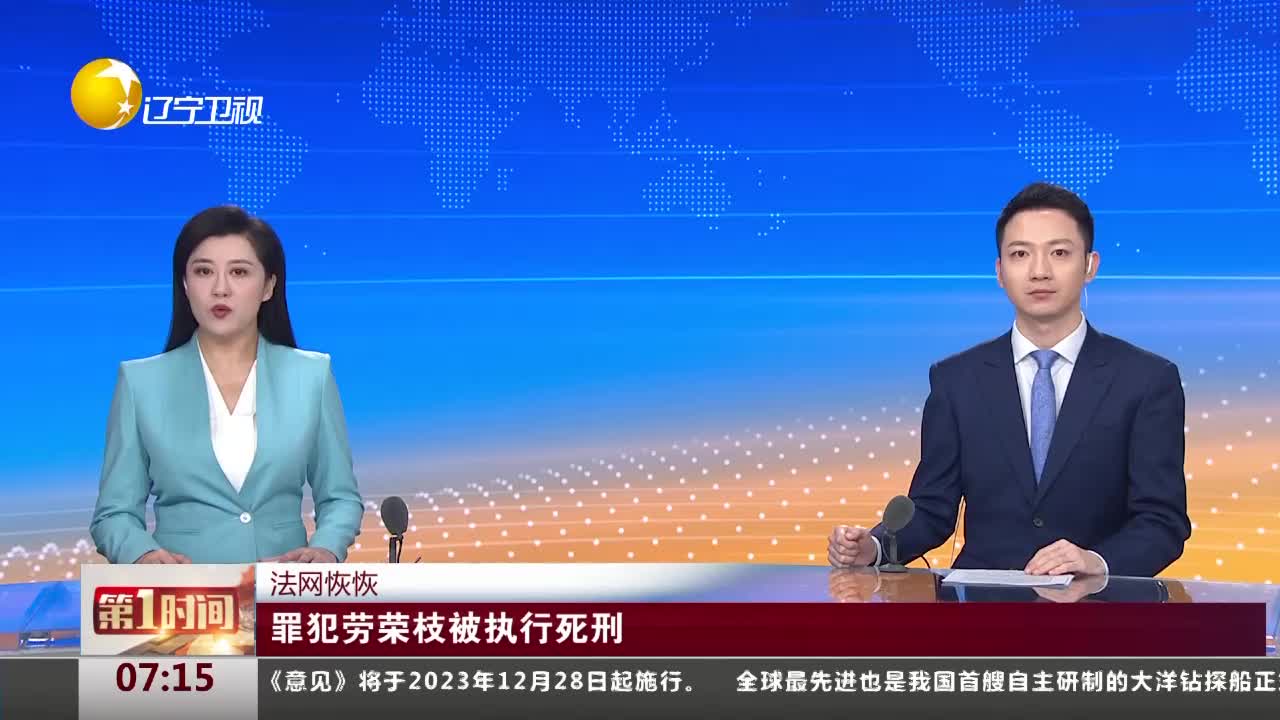 辽宁卫视
法网恢恢
第1时间
罪犯劳荣枝被执行死刑
07:15
《意见》将于2023年12月28日起施行。 全球最先进也是我国首艘自主研制的大洋钻探船正